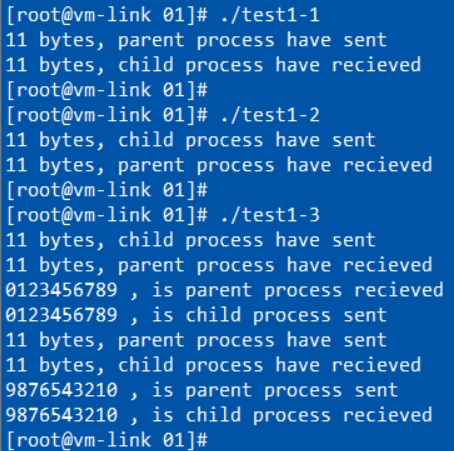 [root@vm-link 01]# ./test1-1
11 bytes, parent process have sent
11 bytes, child process have recieved
[root@vm-link 01]#
[root@vm-link 01]# ./test1-2
11 bytes, child process have sent
11 bytes, parent process have recieved
[root@vm-link 01]#
[root@vm-link 01]# ./test1-3
11 bytes, child process have sent
11 bytes, parent process have recieved
0123456789 , is parent process recieved
0123456789 , is child process sent
11 bytes, parent process have sent
11 bytes, child process have recieved
9876543210 , is parent process sent
9876543210 , is child process recieved
[root@vm-link 01]#